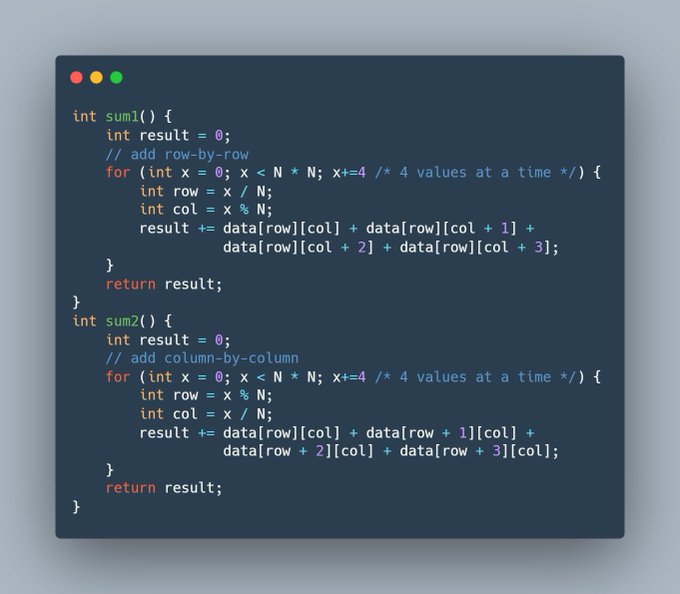 int sum1() {
    int result = 0;
    // add row-by-row
    for (int x = 0; x < N * N; x+=4 /* 4 values at a time */) {
        int row = x / N;
        int col = x % N;
        result += data[row][col] + data[row][col + 1] +
                  data[row][col + 2] + data[row][col + 3];
    }
    return result;
}
int sum2() {
    int result = 0;
    // add column-by-column
    for (int x = 0; x < N * N; x+=4 /* 4 values at a time */) {
        int row = x % N;
        int col = x / N;
        result += data[row][col] + data[row + 1][col] +
                  data[row + 2][col] + data[row + 3][col];
    }
    return result;
}